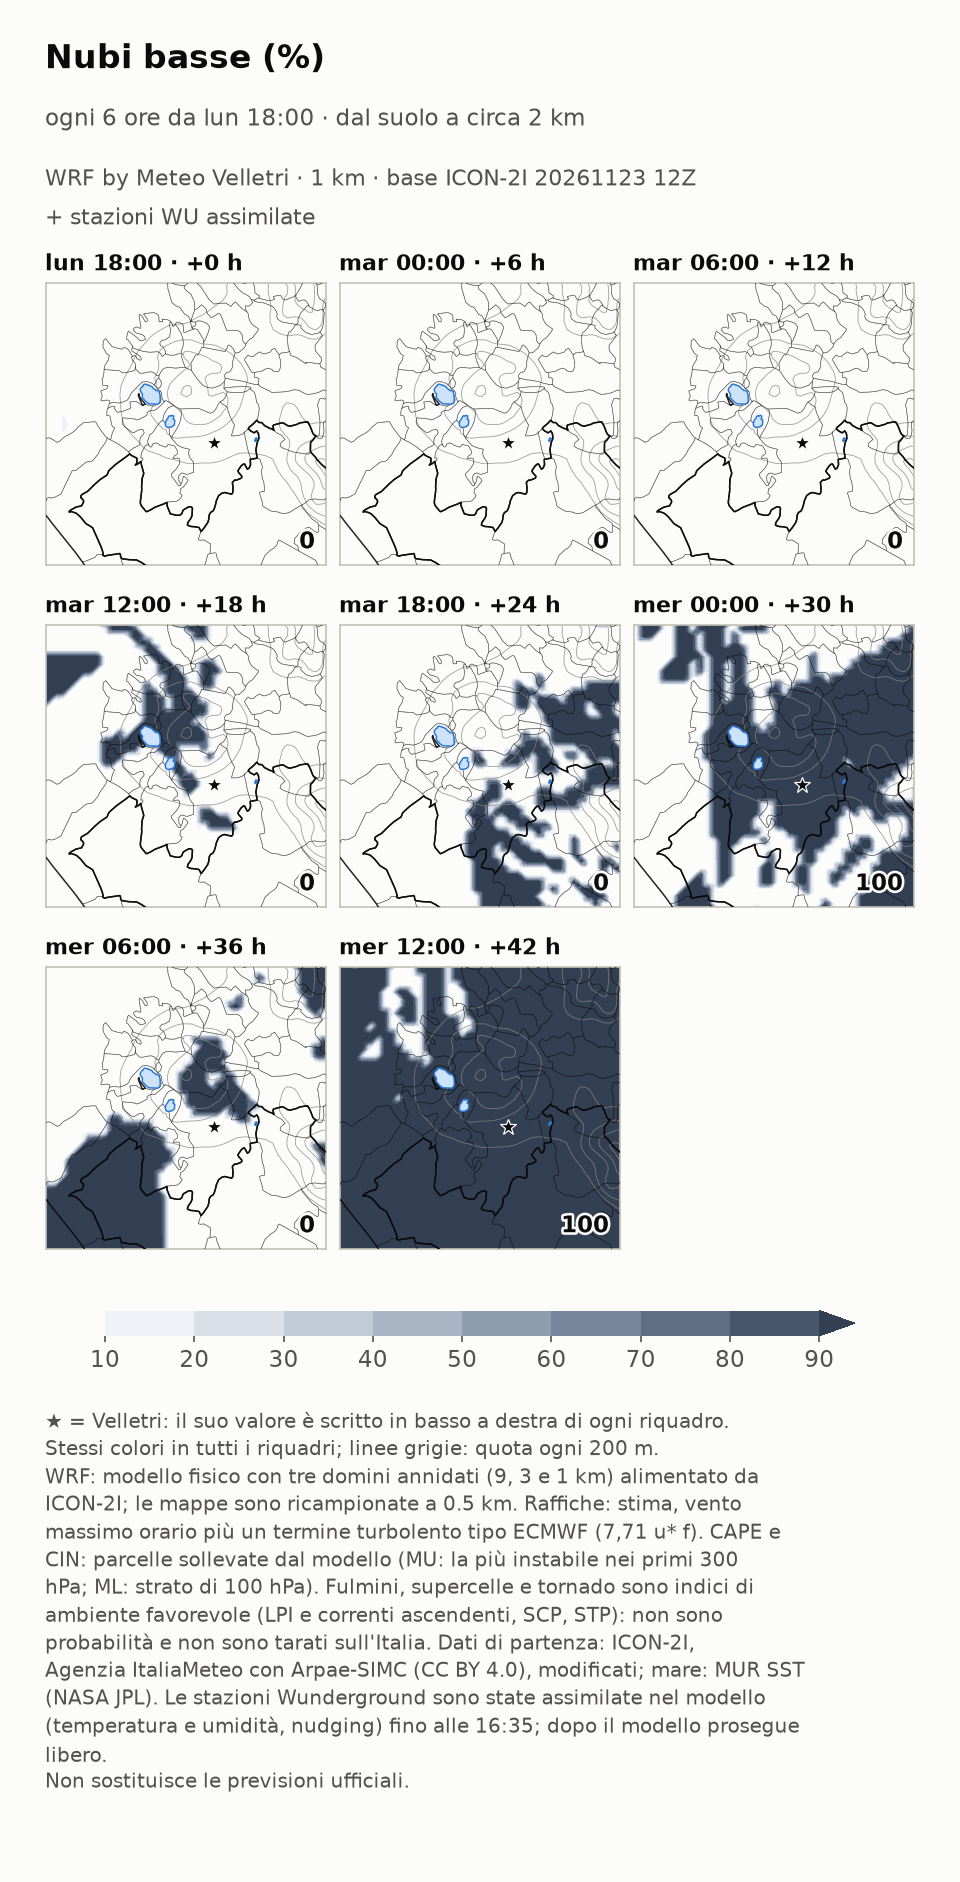 Nubi basse (%)
ogni 6 ore da lun 18:00 · dal suolo a circa 2 km
WRF by Meteo Velletri · 1 km · base ICON-2I 20261123 12Z
+ stazioni WU assimilate
lun 18:00 · +0 h
mar 00:00 · +6 h
mar 06:00 · +12 h
0
0
0
mar 12:00 · +18 h
mar 18:00 · +24 h
mer 00:00 · +30 h
0
0
100
mer 06:00 · +36 h
mer 12:00 · +42 h
0
100
10 20 30 40 50 60 70 80 90
★ = Velletri: il suo valore è scritto in basso a destra di ogni riquadro.
Stessi colori in tutti i riquadri; linee grigie: quota ogni 200 m.
WRF: modello fisico con tre domini annidati (9, 3 e 1 km) alimentato da
ICON-2I; le mappe sono ricampionate a 0.5 km. Raffiche: stima, vento
massimo orario più un termine turbolento tipo ECMWF (7,71 u* f). CAPE e
CIN: parcelle sollevate dal modello (MU: la più instabile nei primi 300
hPa; ML: strato di 100 hPa). Fulmini, supercelle e tornado sono indici di
ambiente favorevole (LPI e correnti ascendenti, SCP, STP): non sono
probabilità e non sono tarati sull'Italia. Dati di partenza: ICON-2I,
Agenzia ItaliaMeteo con Arpae-SIMC (CC BY 4.0), modificati; mare: MUR SST
(NASA JPL). Le stazioni Wunderground sono state assimilate nel modello
(temperatura e umidità, nudging) fino alle 16:35; dopo il modello prosegue
libero.
Non sostituisce le previsioni ufficiali.